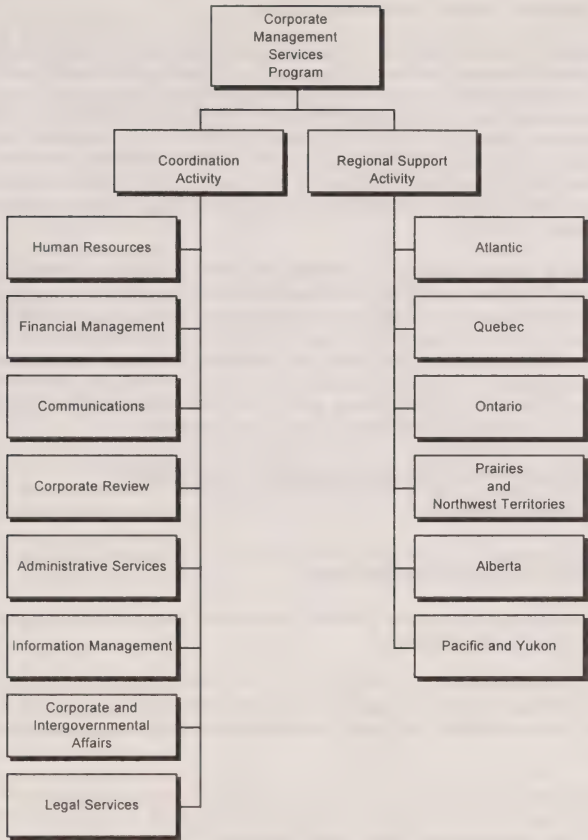 Corporate
Management
Services
Program
Coordination
Activity
Regional Support
Activity
Human Resources
Financial Management
Communications
Corporate Review
Administrative Services
Information Management
Corporate and
Intergovernmental
Affairs
Legal Services
Atlantic
Quebec
Ontario
Prairies
and
Northwest Territories
Alberta
Pacific and Yukon